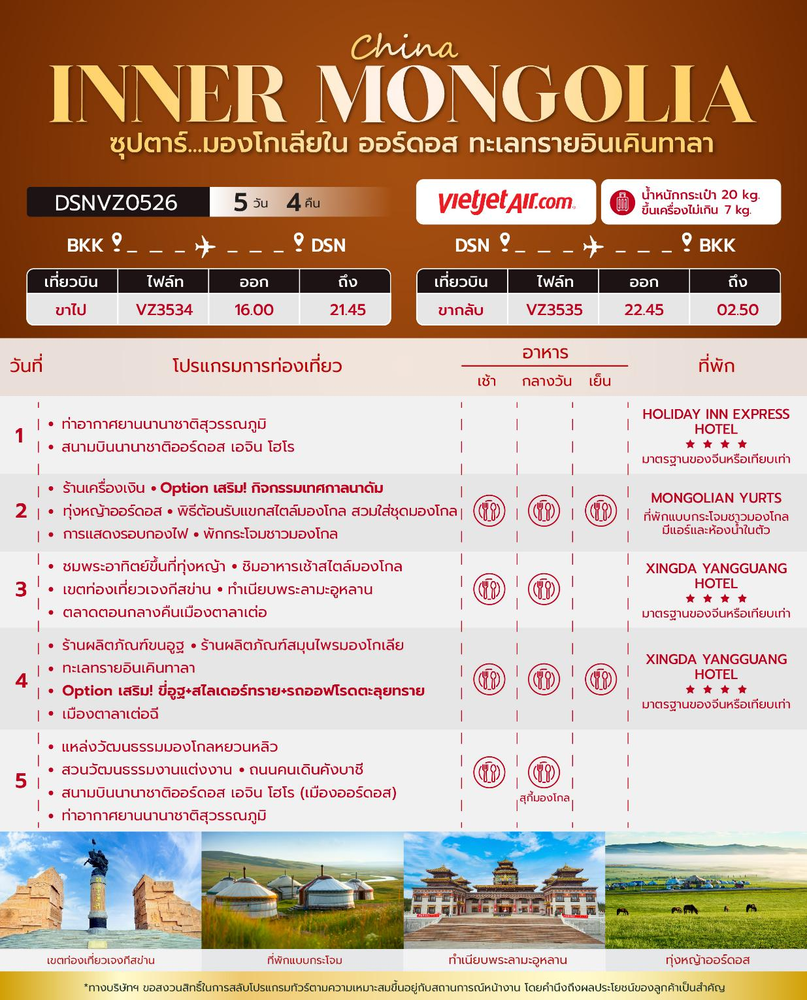 China
INNER MONGOLIA
ซุปตาร์...มองโกเลียใน ออร์ดอส ทะเลทรายอินเคินทาลา
DSNVZ0526 5 วัน 4 คืน
vietjetAir.com
น้ำหนักกระเป๋า 20 kg.
ขึ้นเครื่องไม่เกิน 7 kg.
BKK DSN
DSN BKK
เที่ยวบิน ไฟล์ท ออก ถึง
ขาไป VZ3534 16.00 21.45
เที่ยวบิน ไฟล์ท ออก ถึง
ขากลับ VZ3535 22.45 02.50
วันที่ โปรแกรมการท่องเที่ยว อาหาร ที่พัก
เช้า กลางวัน เย็น
1
• ท่าอากาศยานนานาชาติสุวรรณภูมิ
• สนามบินนานาชาติออร์ดอส เอจิน โฮโร
HOLIDAY INN EXPRESS
HOTEL
มาตรฐานของจีนหรือเทียบเท่า
2
• ร้านเครื่องเงิน • Option เสริม! กิจกรรมเทศกาลนาดัม
• ทุ่งหญ้าออร์ดอส • พิธีต้อนรับแขกสไตล์มองโกล สวมใส่ชุดมองโกล
• การแสดงรอบกองไฟ • พักกระโจมชาวมองโกล
MONGOLIAN YURTS
ที่พักแบบกระโจมชาวมองโกล
มีแอร์และห้องน้ำในตัว
3
• ชมพระอาทิตย์ขึ้นที่ทุ่งหญ้า • ชิมอาหารเช้าสไตล์มองโกล
• เขตท่องเที่ยวเจงกีสข่าน • ทำเนียบพระลามะอูหลาน
• ตลาดตอนกลางคืนเมืองตาลาเต่อ
XINGDA YANGGUANG
HOTEL
มาตรฐานของจีนหรือเทียบเท่า
4
• ร้านผลิตภัณฑ์ขนอูฐ • ร้านผลิตภัณฑ์สมุนไพรมองโกเลีย
• ทะเลทรายอินเคินทาลา
• Option เสริม! ขี่อูฐ+สไลเดอร์ทราย+รถออฟโรดตะลุยทราย
• เมืองตาลาเต่อฉี
XINGDA YANGGUANG
HOTEL
มาตรฐานของจีนหรือเทียบเท่า
5
• แหล่งวัฒนธรรมมองโกลหยวนหลิว
• สวนวัฒนธรรมงานแต่งงาน • ถนนคนเดินคังบาชี
• สนามบินนานาชาติออร์ดอส เอจิน โฮโร (เมืองออร์ดอส)
• ท่าอากาศยานนานาชาติสุวรรณภูมิ
สุกี้มองโกล
เขตท่องเที่ยวเจงกีสข่าน
ที่พักแบบกระโจม
ทำเนียบพระลามะอูหลาน
ทุ่งหญ้าออร์ดอส
*ทางบริษัทฯ ขอสงวนสิทธิ์ในการสลับโปรแกรมทัวร์ตามความเหมาะสมขึ้นอยู่กับสถานการณ์หน้างาน โดยคำนึงถึงผลประโยชน์ของลูกค้าเป็นสำคัญ